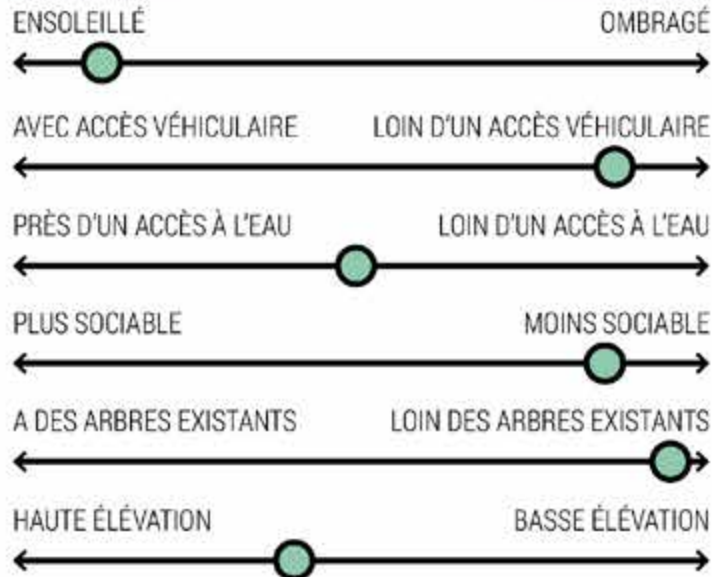 ENSOLEILLÉ OMBRAGÉ
AVEC ACCÈS VÉHICULAIRE LOIN D'UN ACCÈS VÉHICULAIRE
PRÈS D'UN ACCÈS À L'EAU LOIN D'UN ACCÈS À L'EAU
PLUS SOCIABLE MOINS SOCIABLE
A DES ARBRES EXISTANTS LOIN DES ARBRES EXISTANTS
HAUTE ÉLÉVATION BASSE ÉLÉVATION